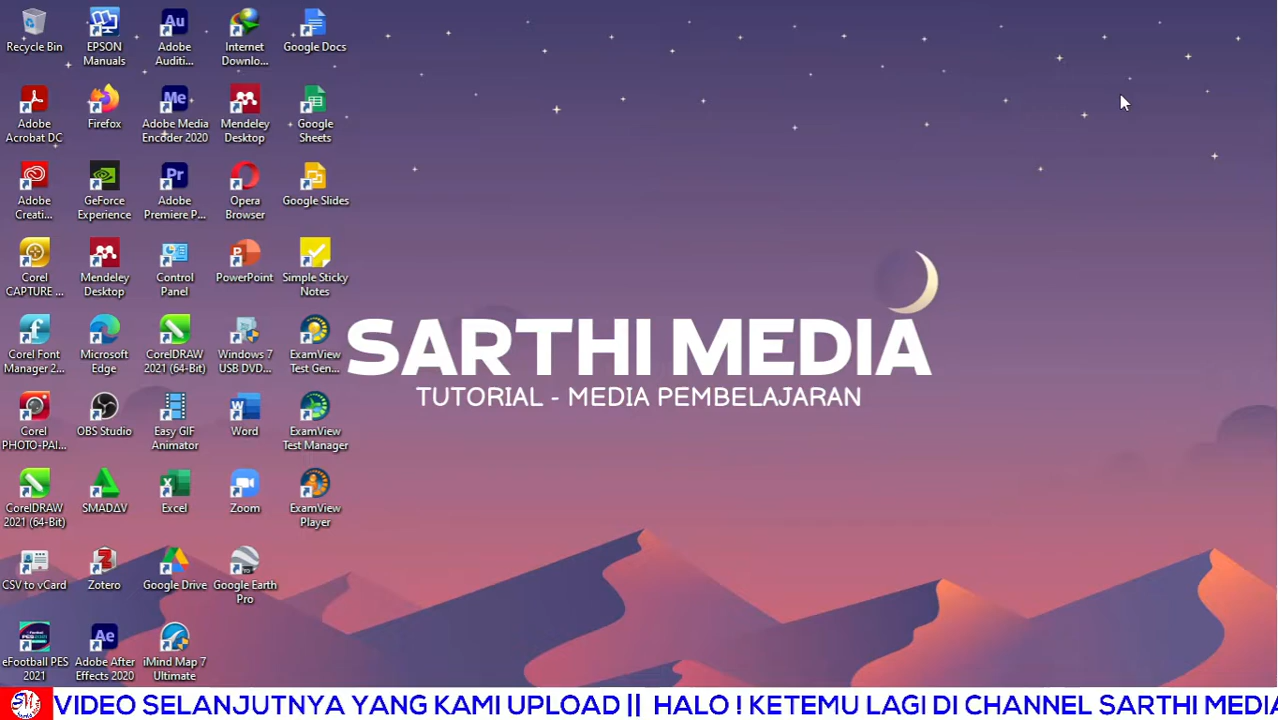 Recycle Bin
EPSON
Manuals
Adobe
Auditi...
Internet
Downlo...
Google Docs
Adobe
Acrobat DC
Firefox
Adobe Media
Encoder 2020
Mendeley
Desktop
Google
Sheets
Adobe
Creati...
GeForce
Experience
Adobe
Premiere P...
Opera
Browser
Google Slides
Corel
CAPTURE ...
Mendeley
Desktop
Control
Panel
PowerPoint
Simple Sticky
Notes
Corel Font
Manager 2...
Microsoft
Edge
CorelDRAW
2021 (64-Bit)
Windows 7
USB DVD...
ExamView
Test Gen...
Corel
PHOTO-PAI...
OBS Studio
Easy GIF
Animator
Word
ExamView
Test Manager
CorelDRAW
2021 (64-Bit)
SMADΔV
Excel
Zoom
ExamView
Player
CSV to vCard
Zotero
Google Drive
Google Earth
Pro
eFootball PES
2021
Adobe After
Effects 2020
iMind Map 7
Ultimate
SARTHI MEDIA
TUTORIAL - MEDIA PEMBELAJARAN
VIDEO SELANJUTNYA YANG KAMI UPLOAD || HALO ! KETEMU LAGI DI CHANNEL SARTHI MEDIA